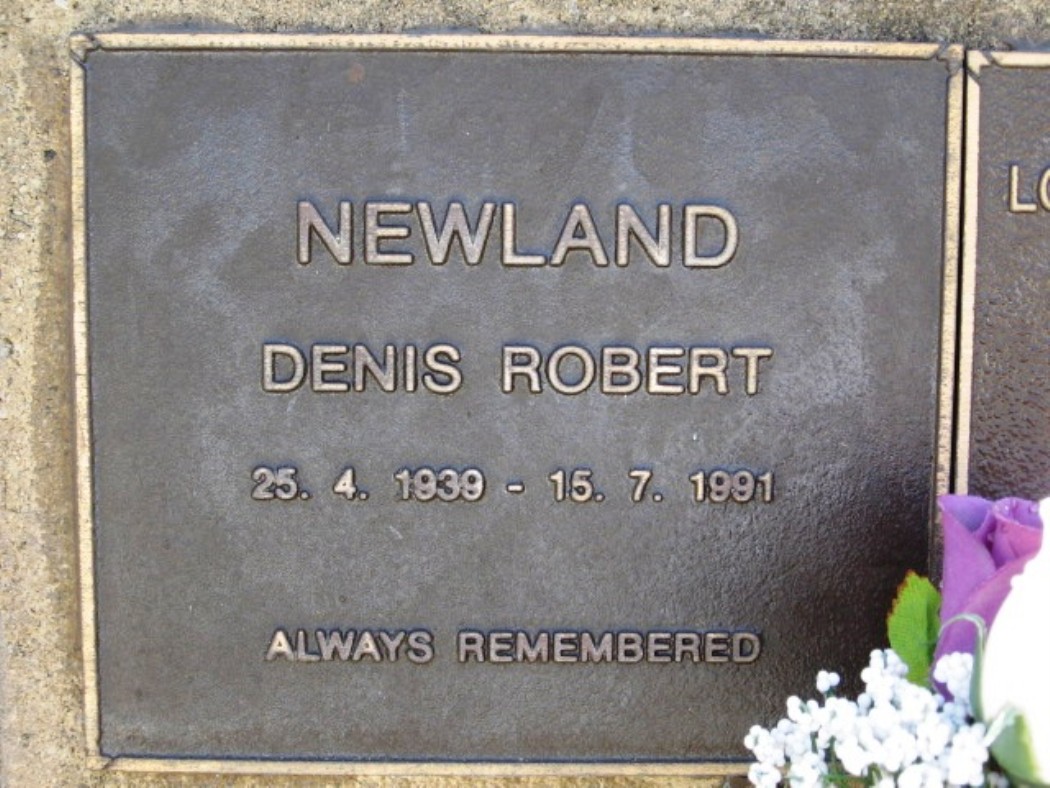 NEWLAND
DENIS ROBERT
25. 4. 1939 - 15. 7. 1991
ALWAYS REMEMBERED